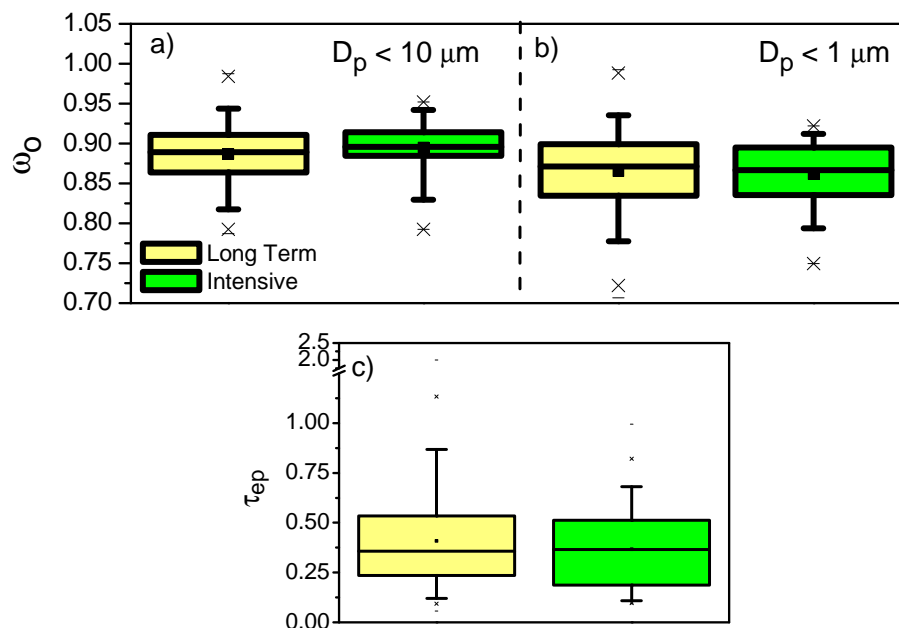 1.05
1.00
0.95
0.90
0.85
0.80
0.75
0.70
ωO
a)
Dp < 10 μm
b)
Dp < 1 μm
Long Term
Intensive
2.5
2.0
1.00
0.75
0.50
0.25
0.00
τep
c)